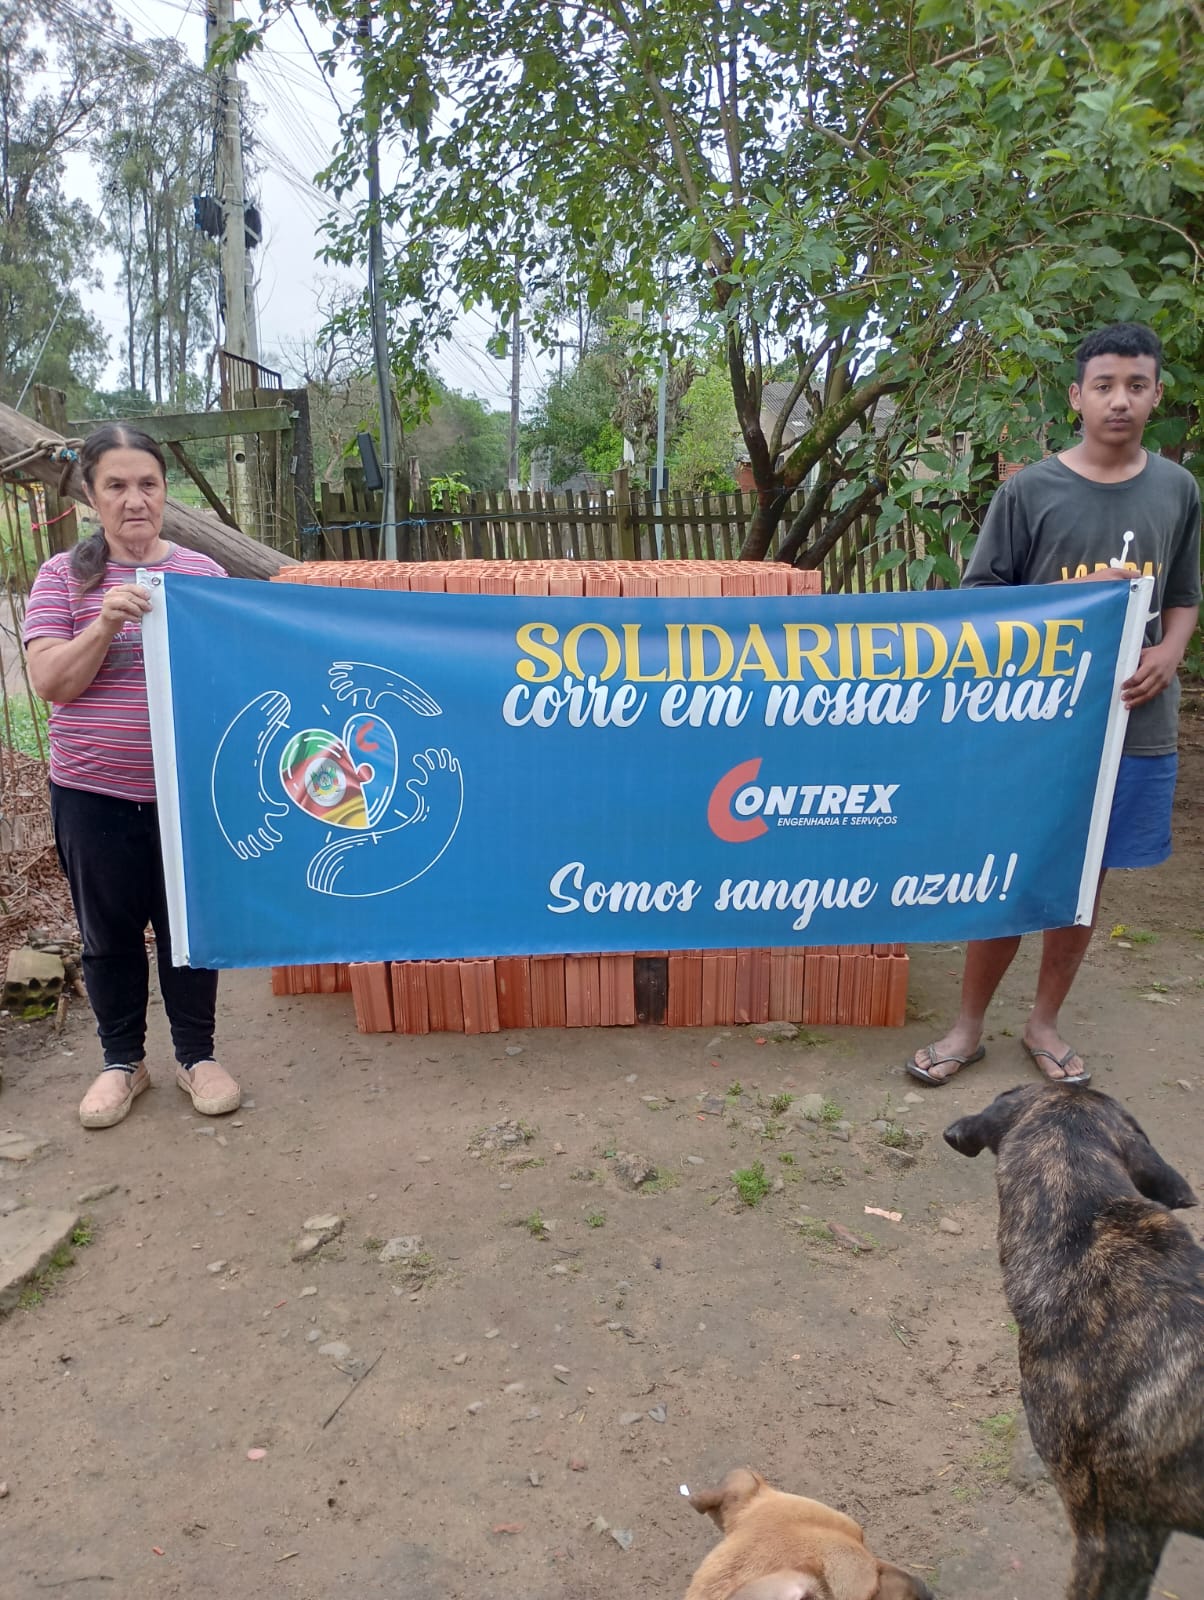 SOLIDARIEDADE
corre em nossas veias!
CONTREX
ENGENHARIA E SERVIÇOS
Somos sangue azul!